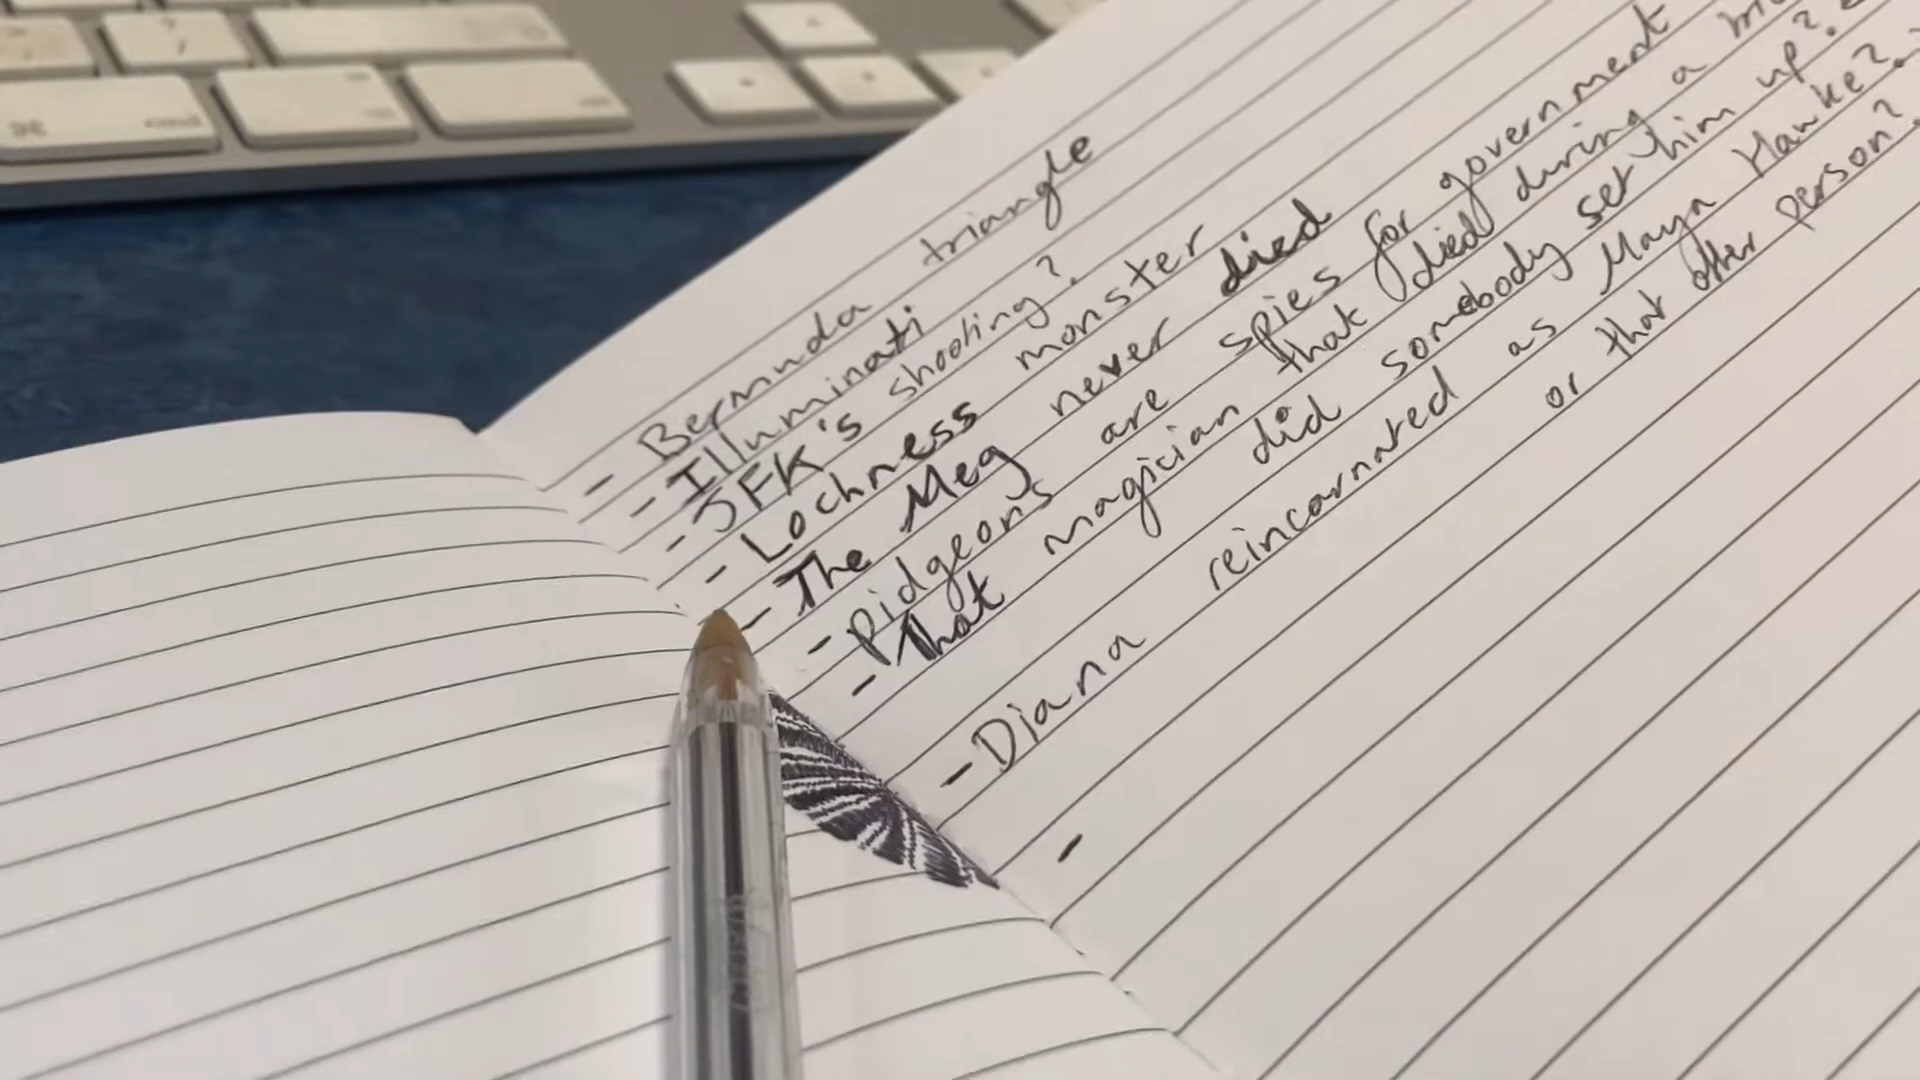 - Bermuda triangle
- Illuminati
- JFK's shooting?
- Lochness monster
- The Meg never died
- Pidgeons are spies for government
- That magician that died during a
did somebody set him up?
- Diana reincarnated as Maya Hawke?
or that other person?
-
cmd